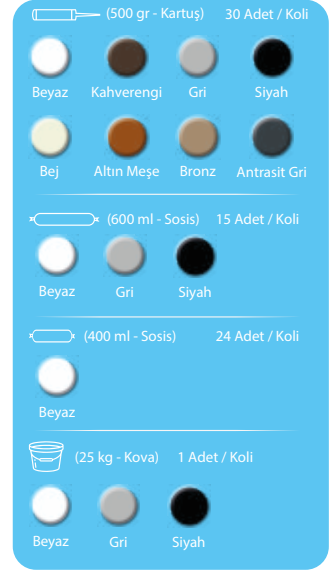 (500 gr - Kartuş) 30 Adet / Koli
Beyaz Kahverengi Gri Siyah
Bej Altın Meşe Bronz Antrasit Gri
(600 ml - Sosis) 15 Adet / Koli
Beyaz Gri Siyah
(400 ml - Sosis) 24 Adet / Koli
Beyaz
(25 kg - Kova) 1 Adet / Koli
Beyaz Gri Siyah